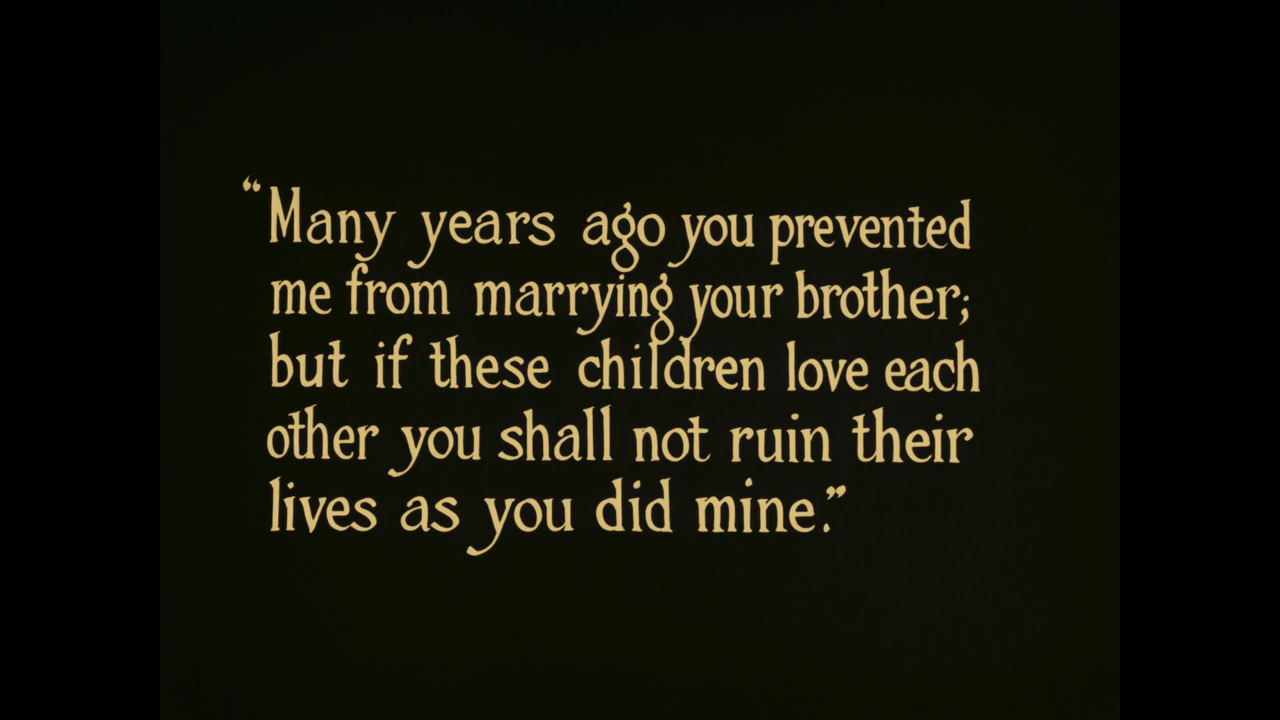 “Many years ago you prevented
me from marrying your brother;
but if these children love each
other you shall not ruin their
lives as you did mine.”